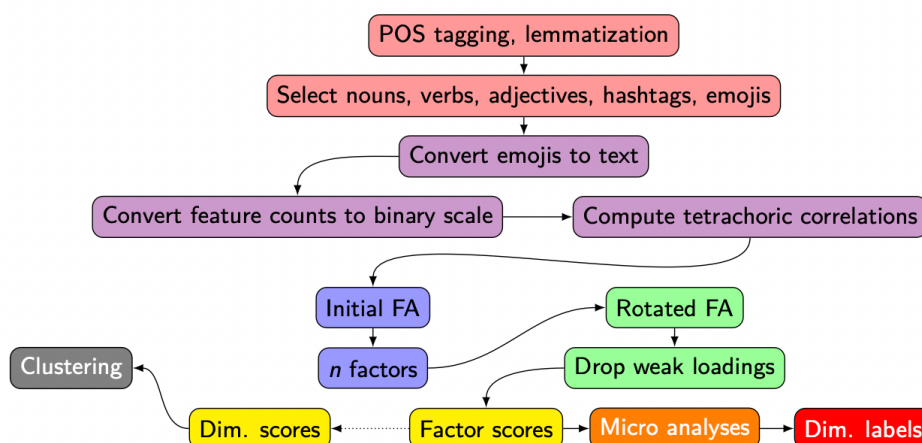 POS tagging, lemmatization
Select nouns, verbs, adjectives, hashtags, emojis
Convert emojis to text
Convert feature counts to binary scale
Compute tetrachoric correlations
Initial FA
Rotated FA
Clustering
n factors
Drop weak loadings
Dim. scores
Factor scores
Micro analyses
Dim. labels